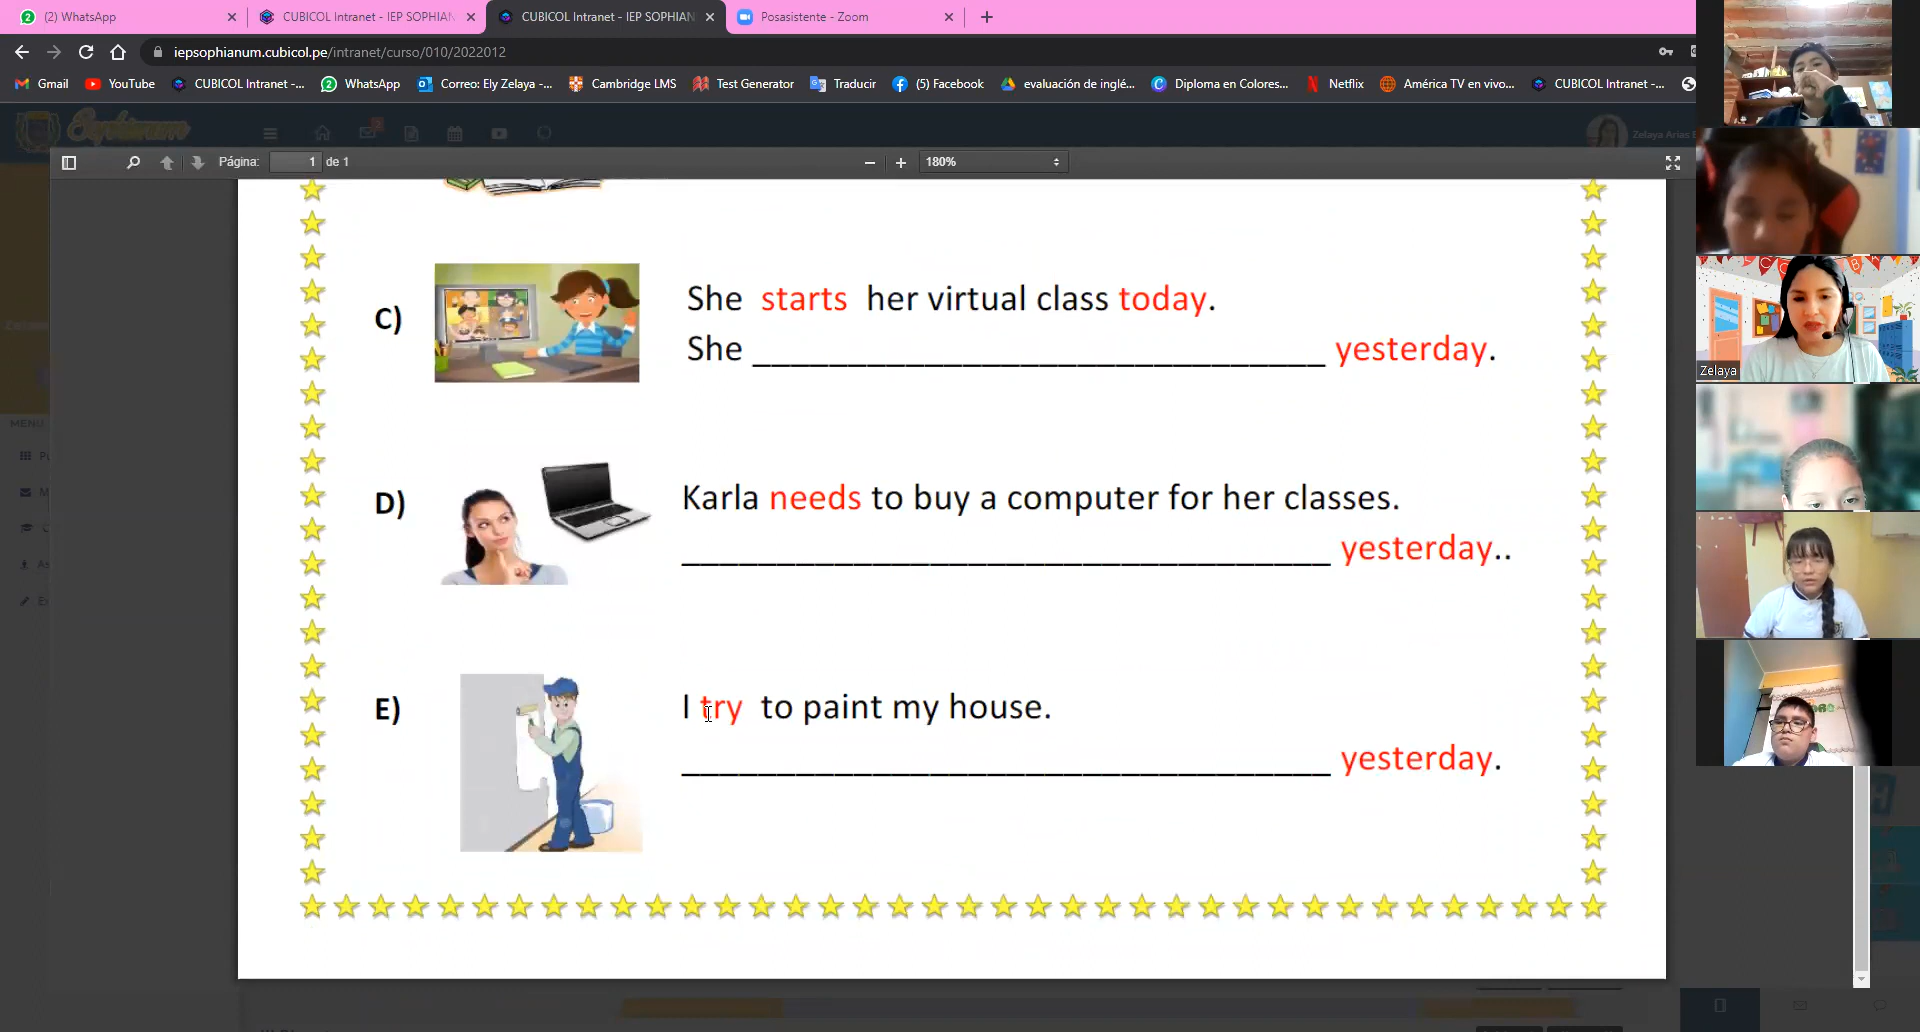 (2) WhatsApp
CUBICOL Intranet - IEP SOPHIAN
CUBICOL Intranet - IEP SOPHIAN
Posasistente - Zoom
iepsophianum.cubicol.pe/intranet/curso/010/2022012
Gmail
YouTube
CUBICOL Intranet -...
WhatsApp
Correo: Ely Zelaya -...
Cambridge LMS
Test Generator
Traducir
(5) Facebook
evaluación de inglé...
Diploma en Colores...
Netflix
América TV en vivo...
CUBICOL Intranet -...
Sophianum
Zelaya Arias E
Página: 1 de 1
180%
C)
She starts her virtual class today.
She ______________________________ yesterday.
D)
Karla needs to buy a computer for her classes.
__________________________________ yesterday..
E)
I try to paint my house.
__________________________________ yesterday.
Zelaya
MENU